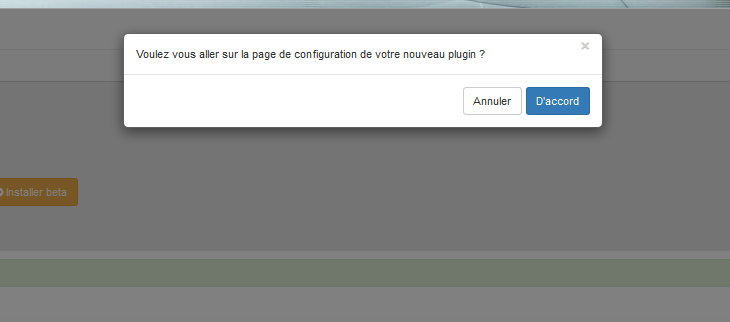 Voulez vous aller sur la page de configuration de votre nouveau plugin ?
×
Annuler
D'accord
Installer beta